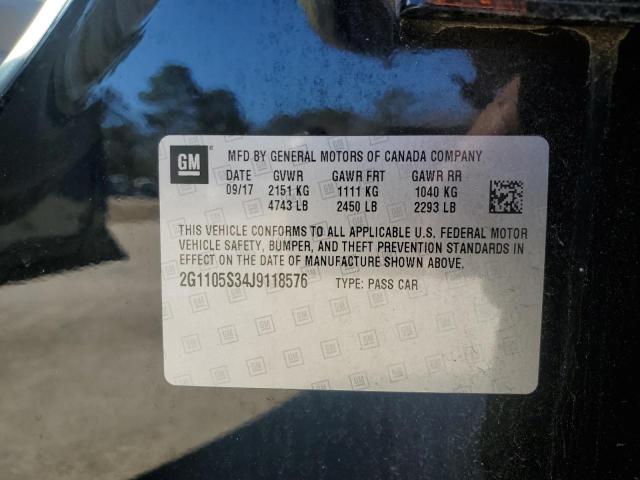 GM MFD BY GENERAL MOTORS OF CANADA COMPANY
DATE GVWR GAWR FRT GAWR RR
09/17 2151 KG 1111 KG 1040 KG
4743 LB 2450 LB 2293 LB
THIS VEHICLE CONFORMS TO ALL APPLICABLE U.S. FEDERAL MOTOR
VEHICLE SAFETY, BUMPER, AND THEFT PREVENTION STANDARDS IN
EFFECT ON THE DATE OF MANUFACTURE SHOWN ABOVE.
2G1105S34J9118576 TYPE: PASS CAR